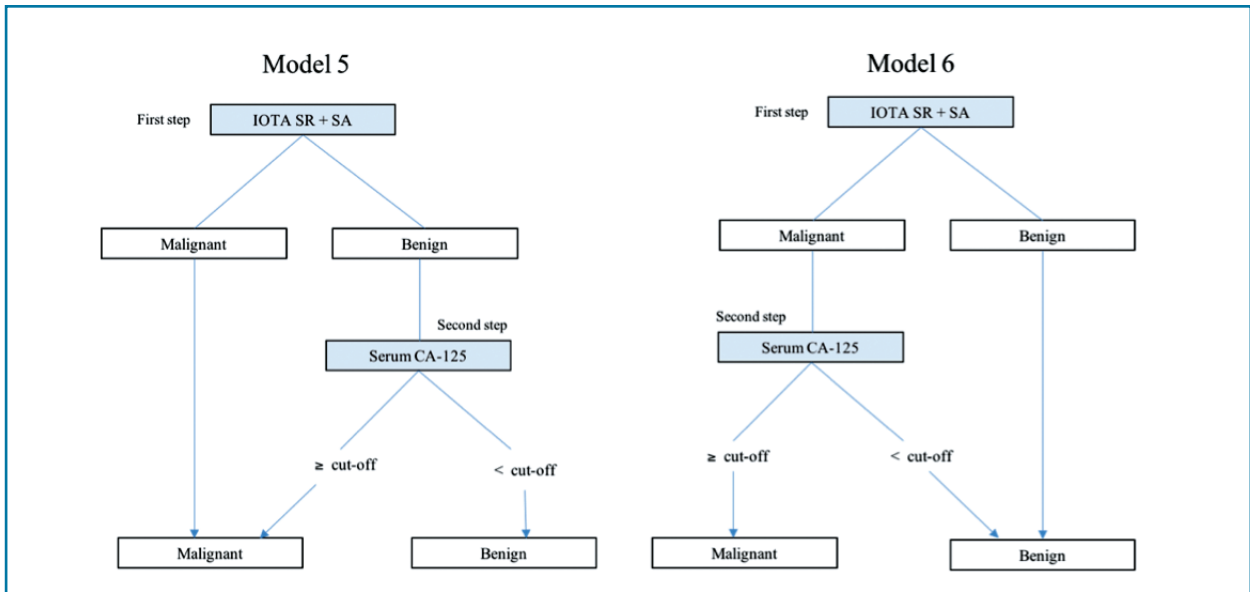 Model 5
First step
IOTA SR + SA
Malignant
Benign
Second step
Serum CA-125
≥ cut-off
< cut-off
Malignant
Benign
Model 6
First step
IOTA SR + SA
Malignant
Benign
Second step
Serum CA-125
≥ cut-off
< cut-off
Malignant
Benign